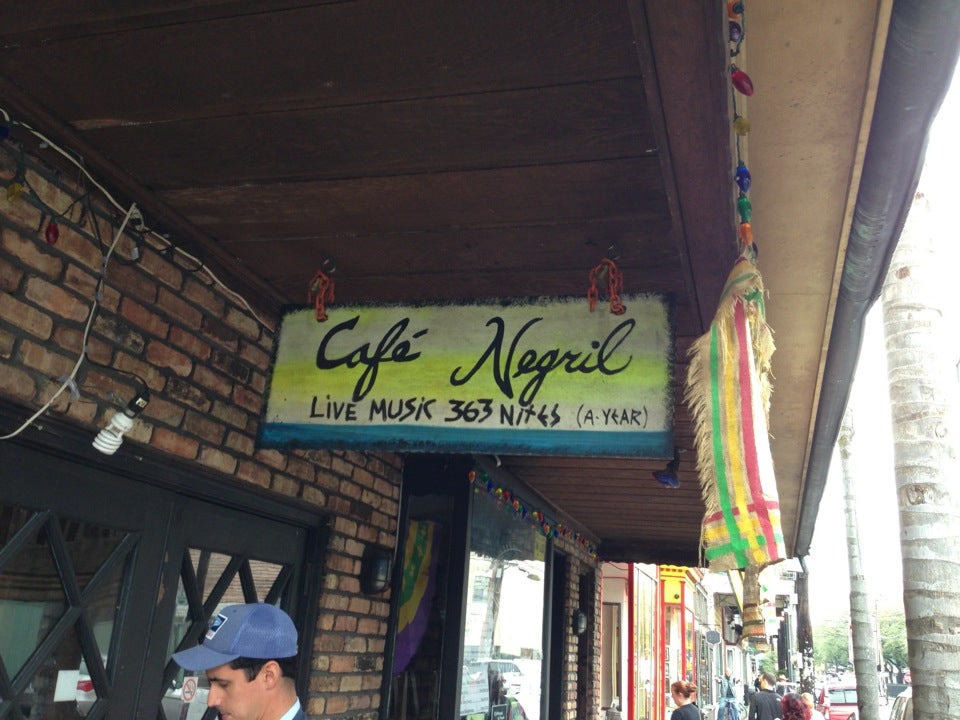 Café Negril
LiVE MUSIC 363 NiTES (A-YEAR)